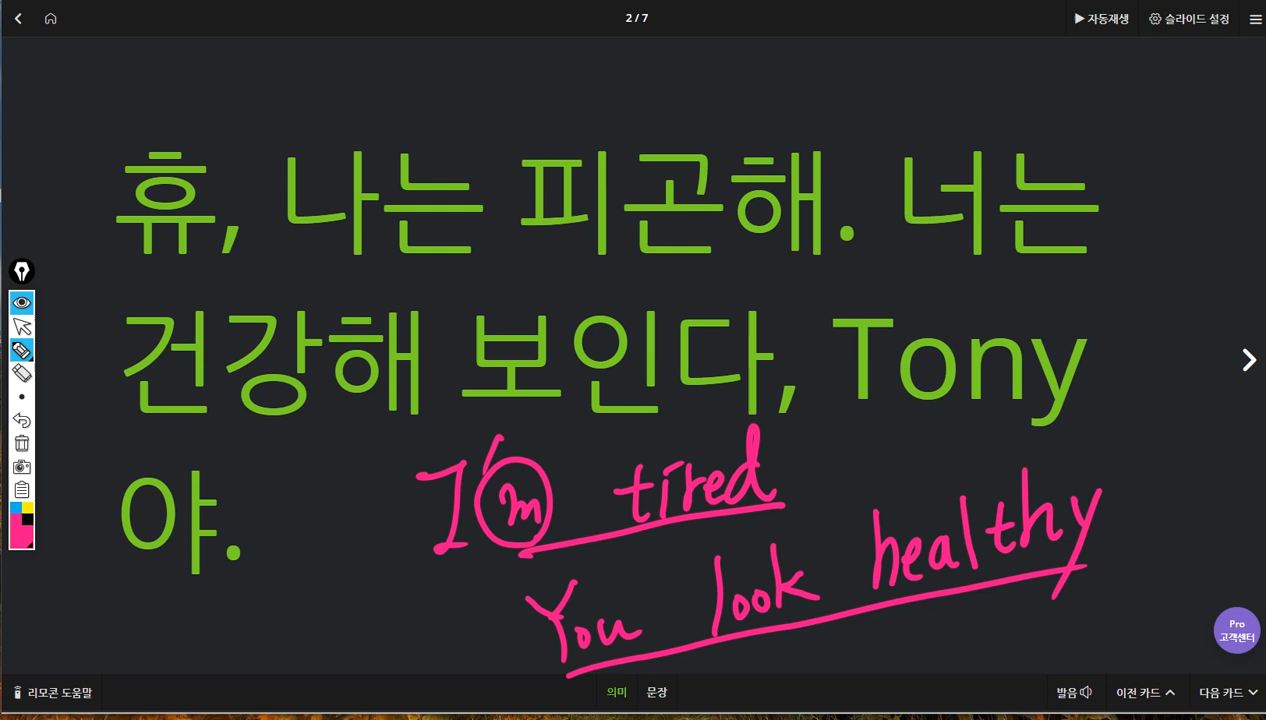 2 / 7
▶ 자동재생
슬라이드 설정
휴, 나는 피곤해. 너는
건강해 보인다, Tony
야.
I'm tired
You look healthy
Pro
고객센터
리모콘 도움말
의미
문장
발음
이전 카드
다음 카드